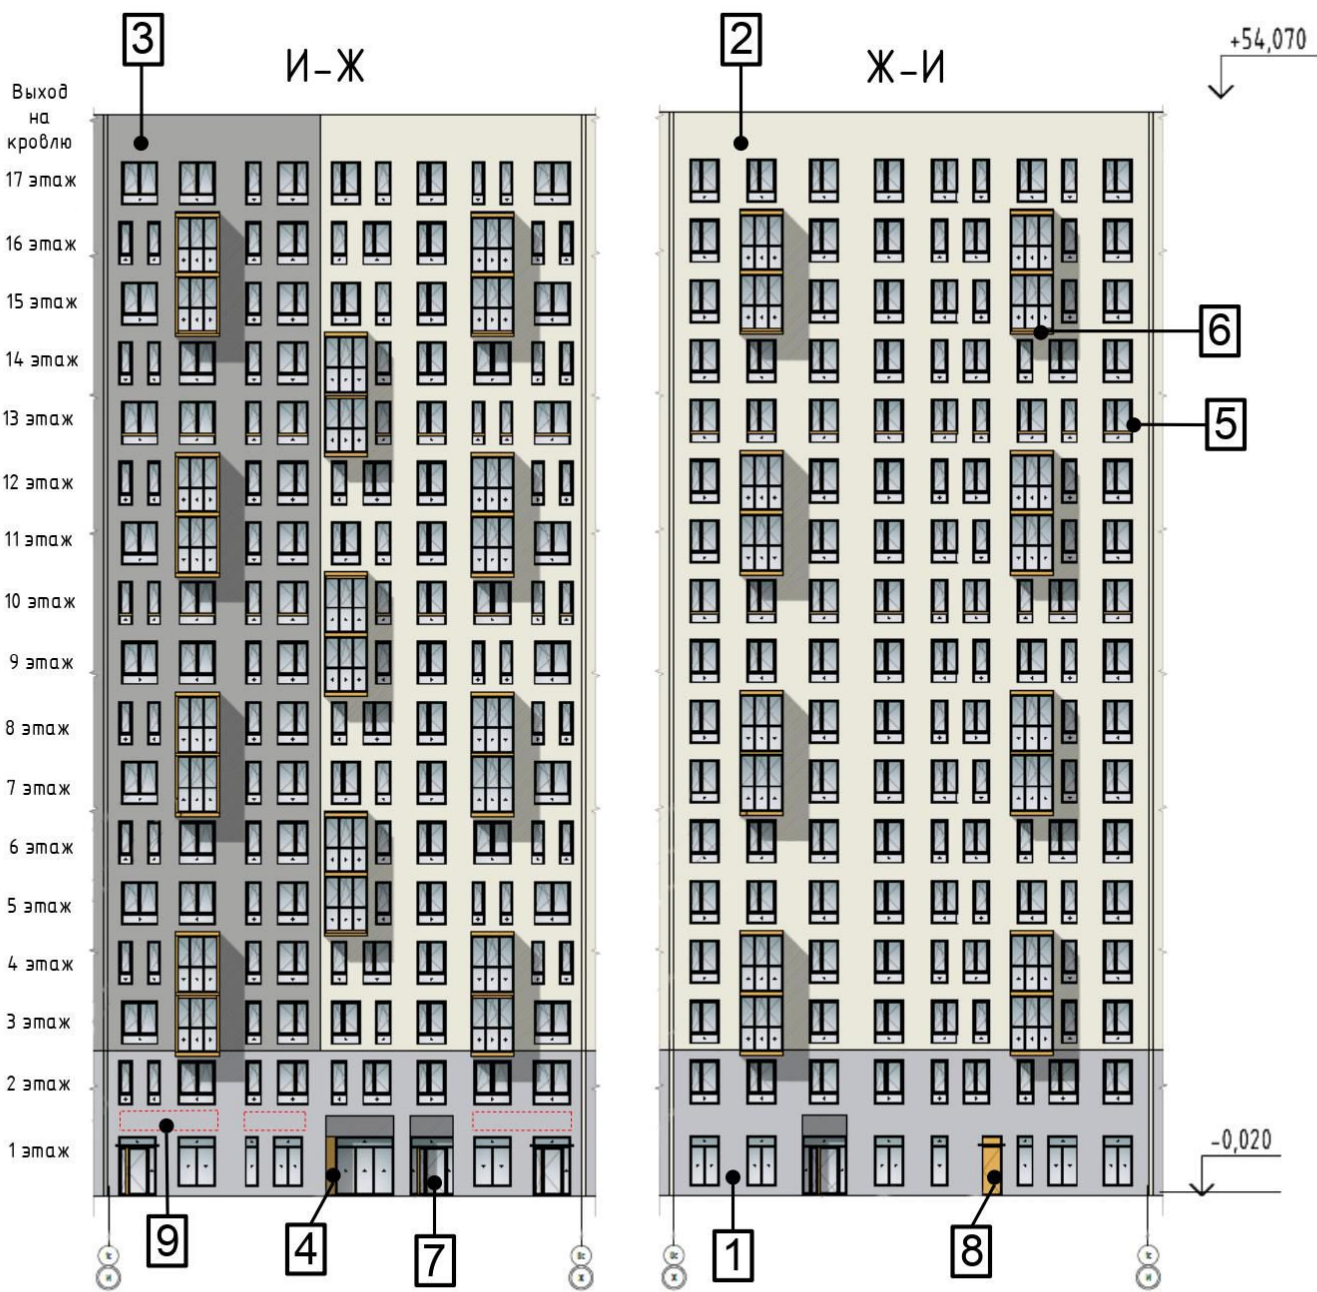 3
И-Ж
2
Ж-И
+54,070
Выход
на
кровлю
17 этаж
16 этаж
15 этаж
6
14 этаж
13 этаж
5
12 этаж
11 этаж
10 этаж
9 этаж
8 этаж
7 этаж
6 этаж
5 этаж
4 этаж
3 этаж
2 этаж
1 этаж
-0,020
9
4
7
1
8
И
Ж
Ж
И